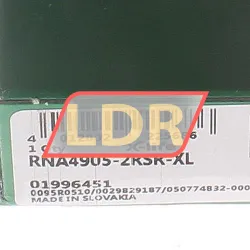 LDR
RNA4905-2RSR-XL
01996451
0095R0510/0029829187/050774832-000
MADE IN SLOVAKIA